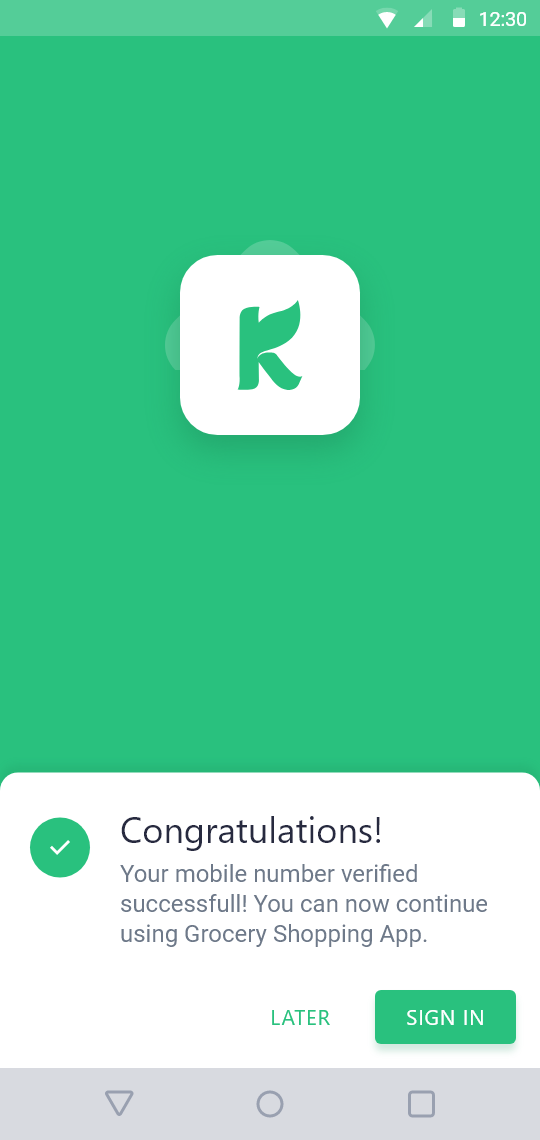 12:30
K
Congratulations!
Your mobile number verified
successfull! You can now continue
using Grocery Shopping App.
LATER SIGN IN